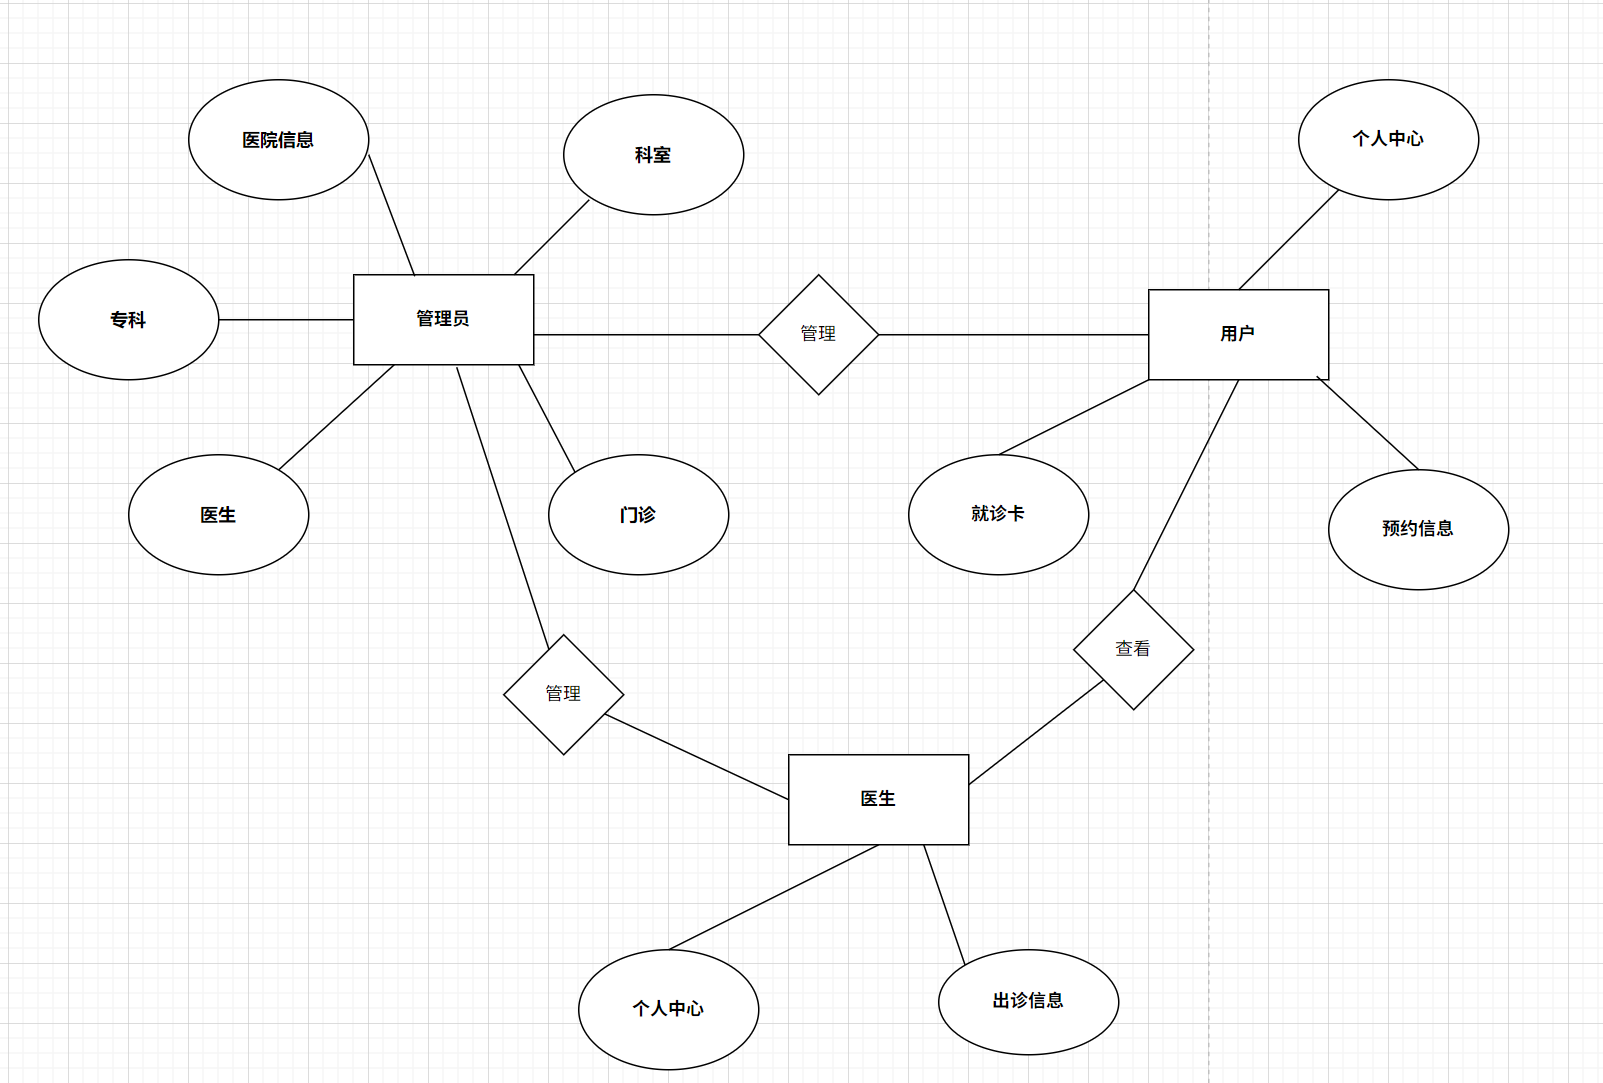 医院信息
科室
个人中心
专科
管理员
管理
用户
医生
门诊
就诊卡
预约信息
查看
管理
医生
个人中心
出诊信息